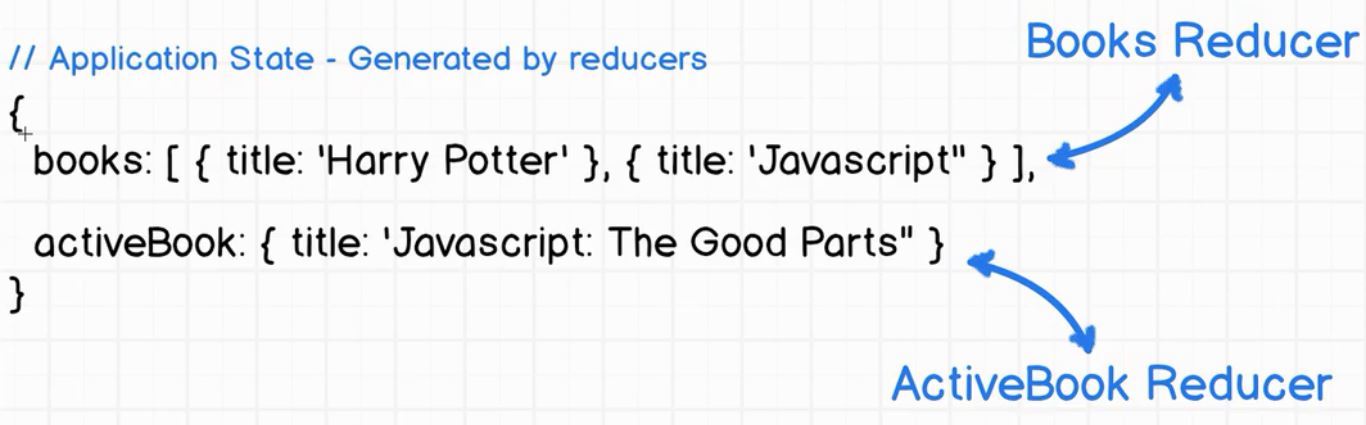 Books Reducer
// Application State - Generated by reducers
{
books: [ { title: 'Harry Potter' }, { title: 'Javascript" } ],
activeBook: { title: 'Javascript: The Good Parts" }
}
ActiveBook Reducer